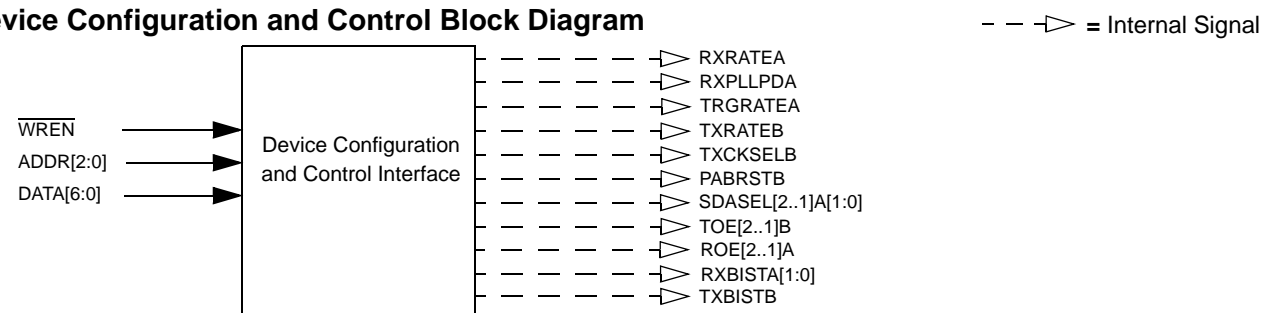 evice Configuration and Control Block Diagram
= Internal Signal
WREN
ADDR[2:0]
DATA[6:0]
Device Configuration
and Control Interface
RXRATEA
RXPLLPDA
TRGRATEA
TXRATEB
TXCKSELB
PABRSTB
SDASEL[2..1]A[1:0]
TOE[2..1]B
ROE[2..1]A
RXBISTA[1:0]
TXBISTB